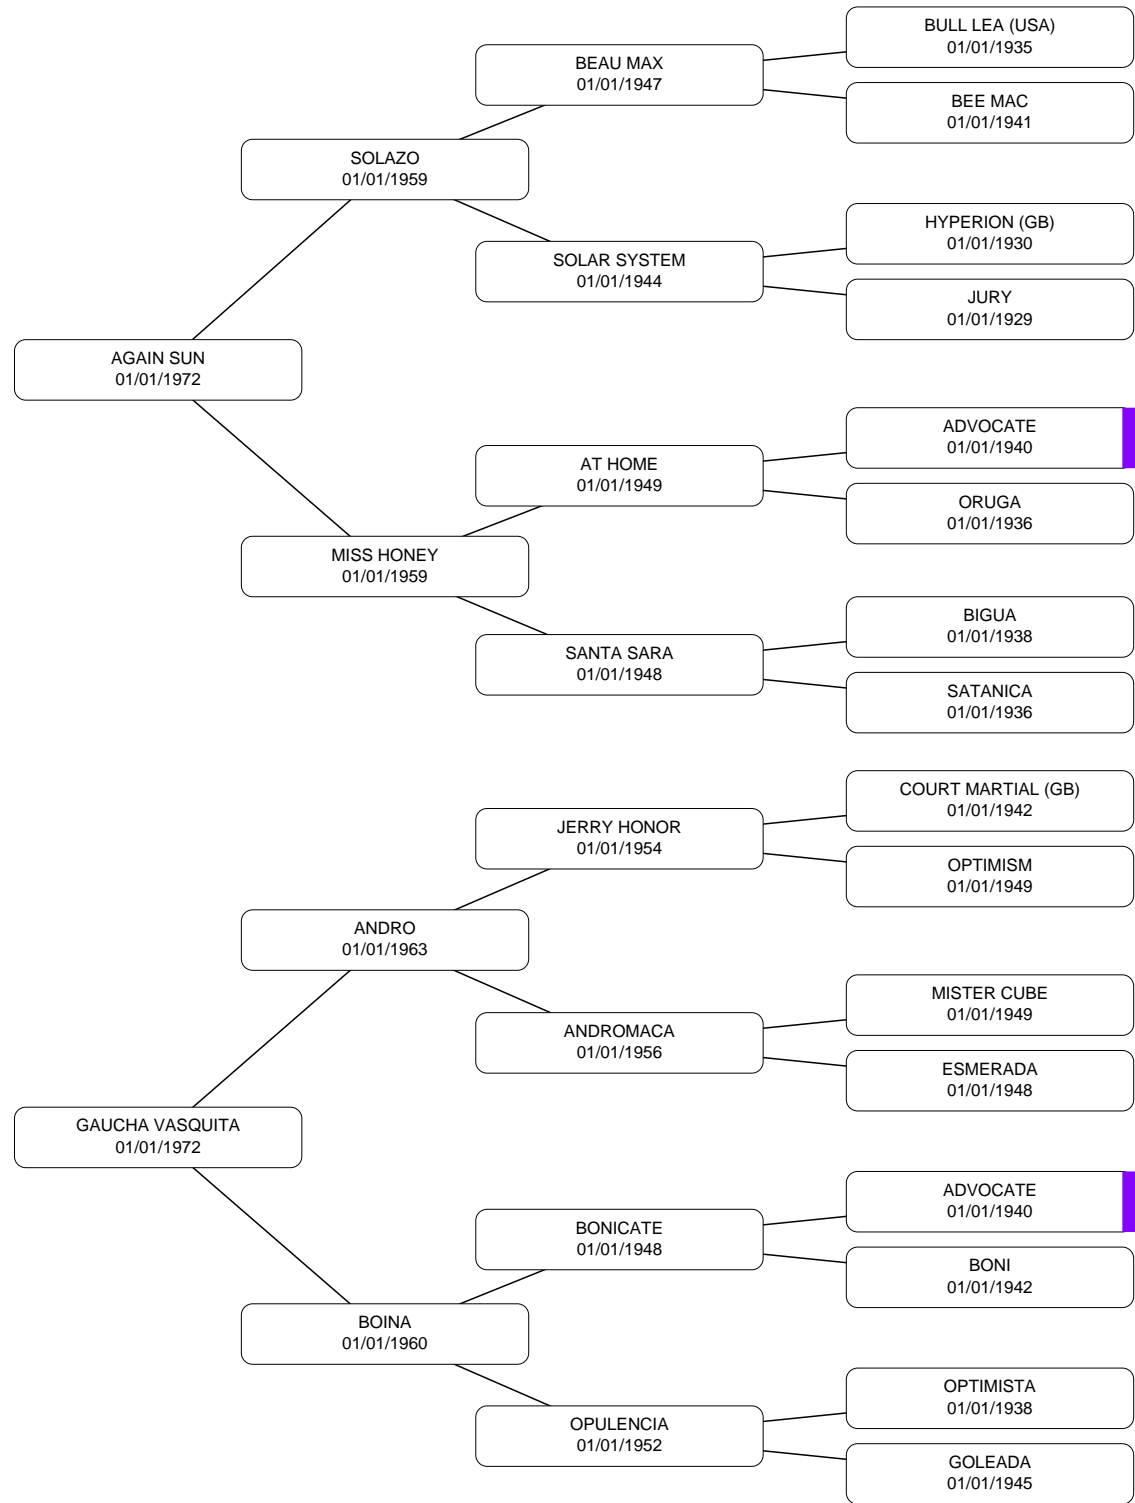 BULL LEA (USA)
01/01/1935
BEAU MAX
01/01/1947
BEE MAC
01/01/1941
SOLAZO
01/01/1959
HYPERION (GB)
01/01/1930
SOLAR SYSTEM
01/01/1944
JURY
01/01/1929
AGAIN SUN
01/01/1972
ADVOCATE
01/01/1940
AT HOME
01/01/1949
ORUGA
01/01/1936
MISS HONEY
01/01/1959
BIGUA
01/01/1938
SANTA SARA
01/01/1948
SATANICA
01/01/1936
COURT MARTIAL (GB)
01/01/1942
JERRY HONOR
01/01/1954
OPTIMISM
01/01/1949
ANDRO
01/01/1963
MISTER CUBE
01/01/1949
ANDROMACA
01/01/1956
ESMERADA
01/01/1948
GAUCHA VASQUITA
01/01/1972
ADVOCATE
01/01/1940
BONICATE
01/01/1948
BONI
01/01/1942
BOINA
01/01/1960
OPTIMISTA
01/01/1938
OPULENCIA
01/01/1952
GOLEADA
01/01/1945